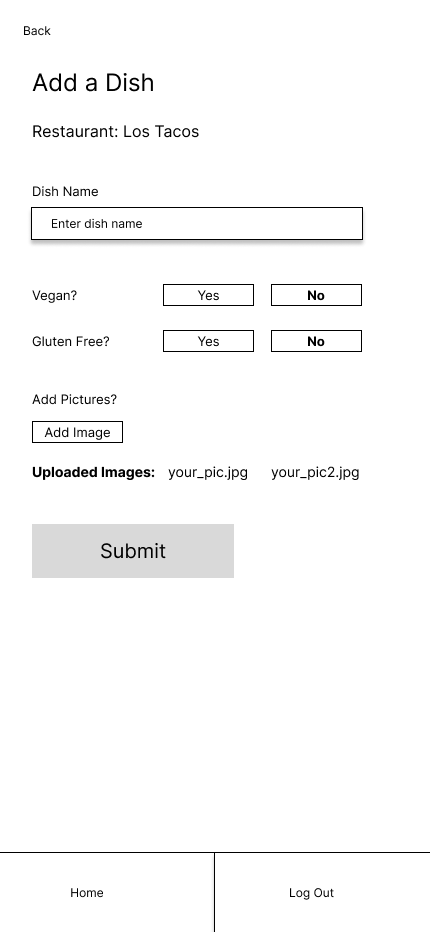 Back
Add a Dish
Restaurant: Los Tacos
Dish Name
Enter dish name
Vegan? Yes No
Gluten Free? Yes No
Add Pictures?
Add Image
Uploaded Images: your_pic.jpg your_pic2.jpg
Submit
Home Log Out